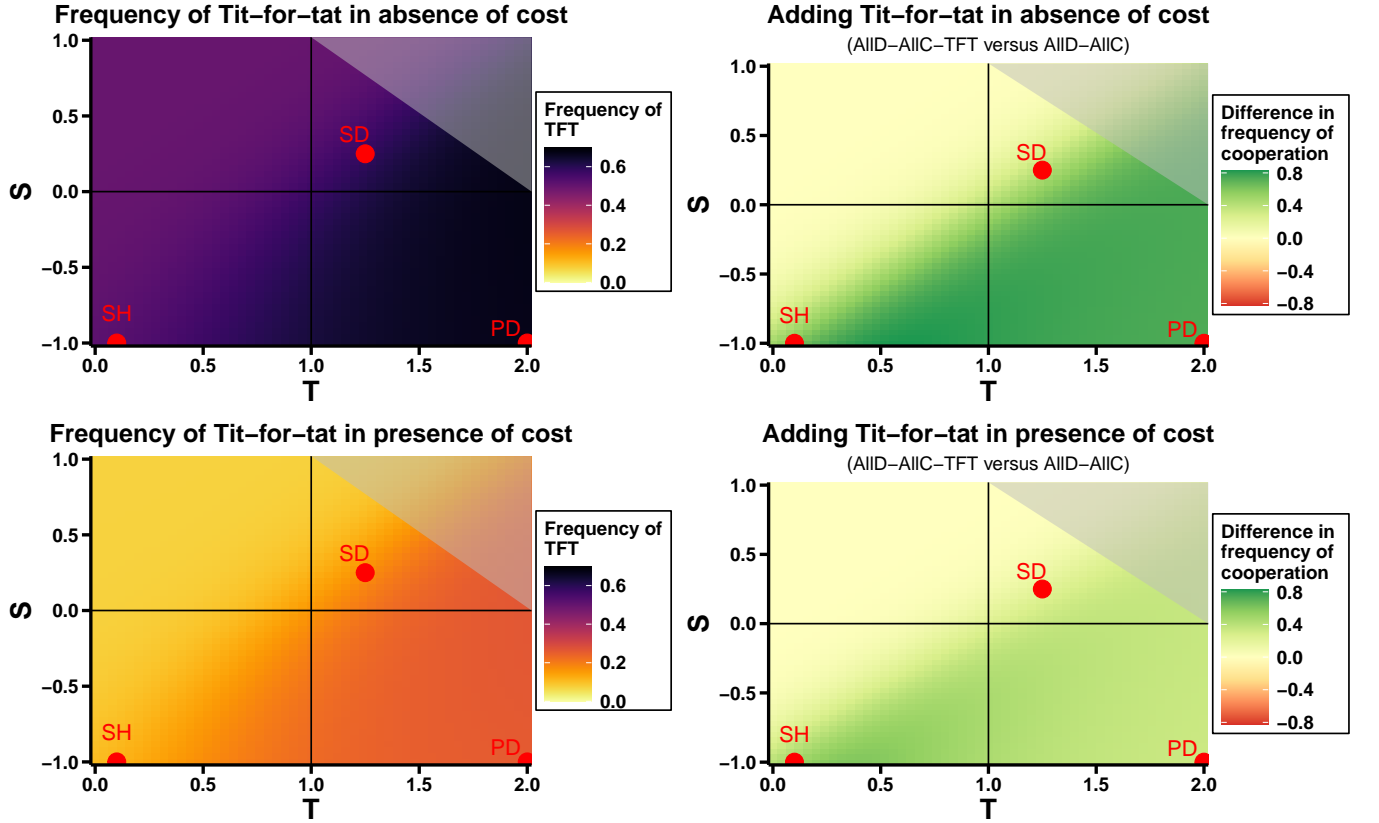 Frequency of Tit−for−tat in absence of cost
1.0
0.5
0.0
−0.5
−1.0
S
SD
SH
PD
0.0 0.5 1.0 1.5 2.0
T
Frequency of
TFT
0.6
0.4
0.2
0.0
Adding Tit−for−tat in absence of cost
(AllD−AllC−TFT versus AllD−AllC)
1.0
0.5
0.0
−0.5
−1.0
S
SD
SH
PD
0.0 0.5 1.0 1.5 2.0
T
Difference in
frequency of
cooperation
0.8
0.4
0.0
−0.4
−0.8
Frequency of Tit−for−tat in presence of cost
1.0
0.5
0.0
−0.5
−1.0
S
SD
SH
PD
0.0 0.5 1.0 1.5 2.0
T
Frequency of
TFT
0.6
0.4
0.2
0.0
Adding Tit−for−tat in presence of cost
(AllD−AllC−TFT versus AllD−AllC)
1.0
0.5
0.0
−0.5
−1.0
S
SD
SH
PD
0.0 0.5 1.0 1.5 2.0
T
Difference in
frequency of
cooperation
0.8
0.4
0.0
−0.4
−0.8